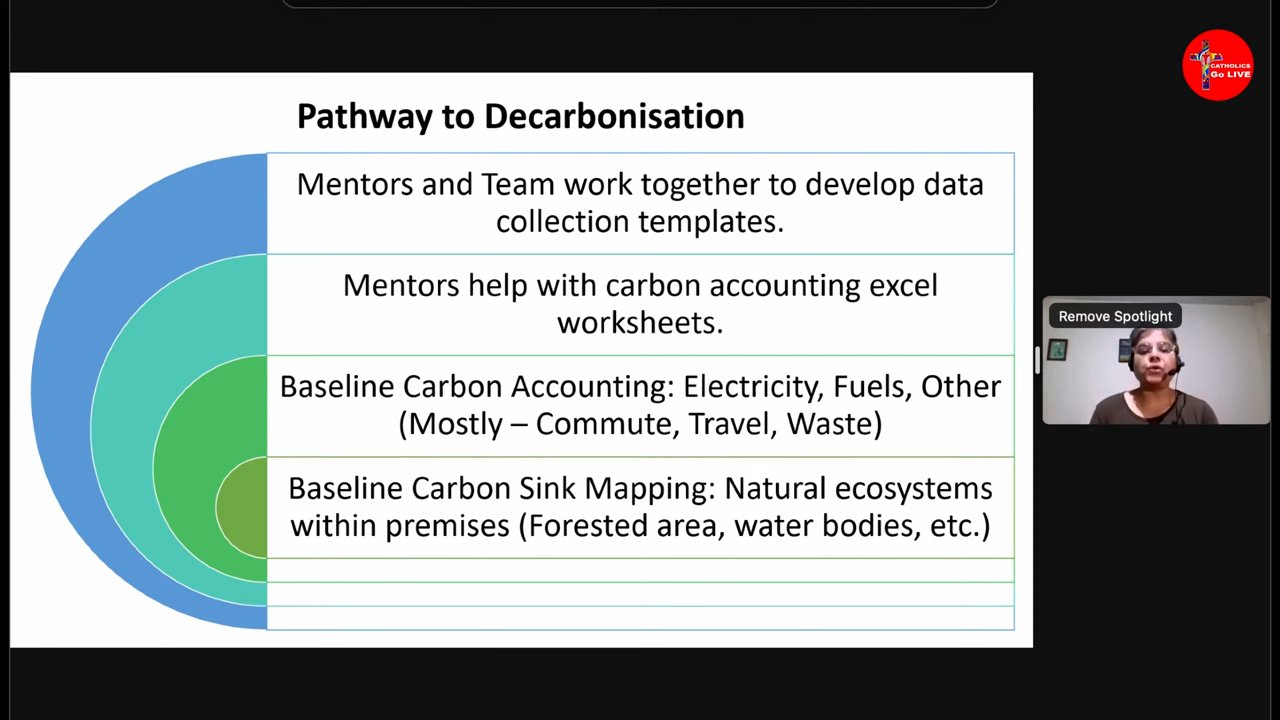 Pathway to Decarbonisation
Mentors and Team work together to develop data
collection templates.
Mentors help with carbon accounting excel
worksheets.
Baseline Carbon Accounting: Electricity, Fuels, Other
(Mostly – Commute, Travel, Waste)
Baseline Carbon Sink Mapping: Natural ecosystems
within premises (Forested area, water bodies, etc.)
CATHOLICS
Go LIVE
Remove Spotlight